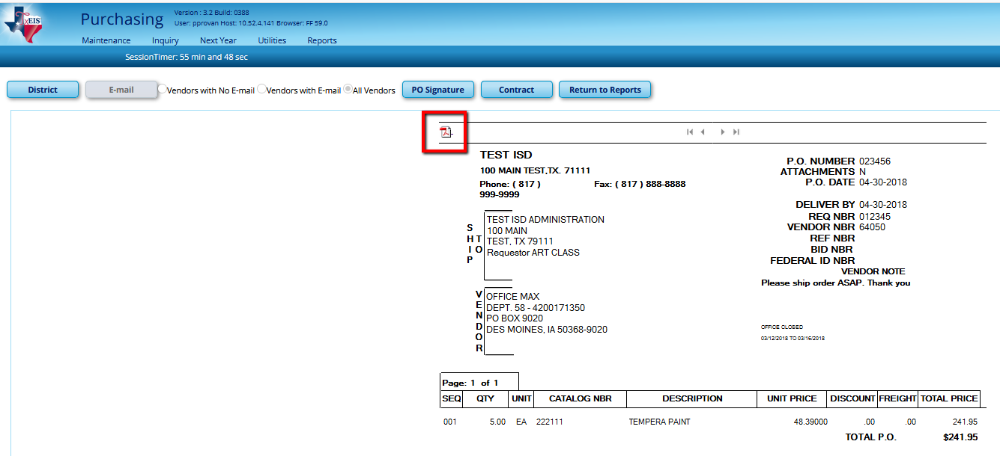 TxEIS
Purchasing
Version : 3.2 Build: 0388
User: pprovan Host: 10.52.4.141 Browser: FF 59.0
Maintenance Inquiry Next Year Utilities Reports
SessionTimer: 55 min and 48 sec
District E-mail Vendors with No E-mail Vendors with E-mail All Vendors PO Signature Contract Return to Reports
TEST ISD
100 MAIN TEST,TX. 71111
Phone: ( 817 ) 999-9999
Fax: ( 817 ) 888-8888
P.O. NUMBER 023456
ATTACHMENTS N
P.O. DATE 04-30-2018
DELIVER BY 04-30-2018
REQ NBR 012345
VENDOR NBR 64050
REF NBR
BID NBR
FEDERAL ID NBR
VENDOR NOTE
Please ship order ASAP. Thank you
SHIP TO
TEST ISD ADMINISTRATION
100 MAIN
TEST, TX 79111
Requestor ART CLASS
VENDOR
OFFICE MAX
DEPT. 58 - 4200171350
PO BOX 9020
DES MOINES, IA 50368-9020
OFFICE CLOSED
03/12/2018 TO 03/16/2018
Page: 1 of 1
SEQ QTY UNIT CATALOG NBR DESCRIPTION UNIT PRICE DISCOUNT FREIGHT TOTAL PRICE
001 5.00 EA 222111 TEMPERA PAINT 48.39000 .00 .00 241.95
TOTAL P.O. $241.95